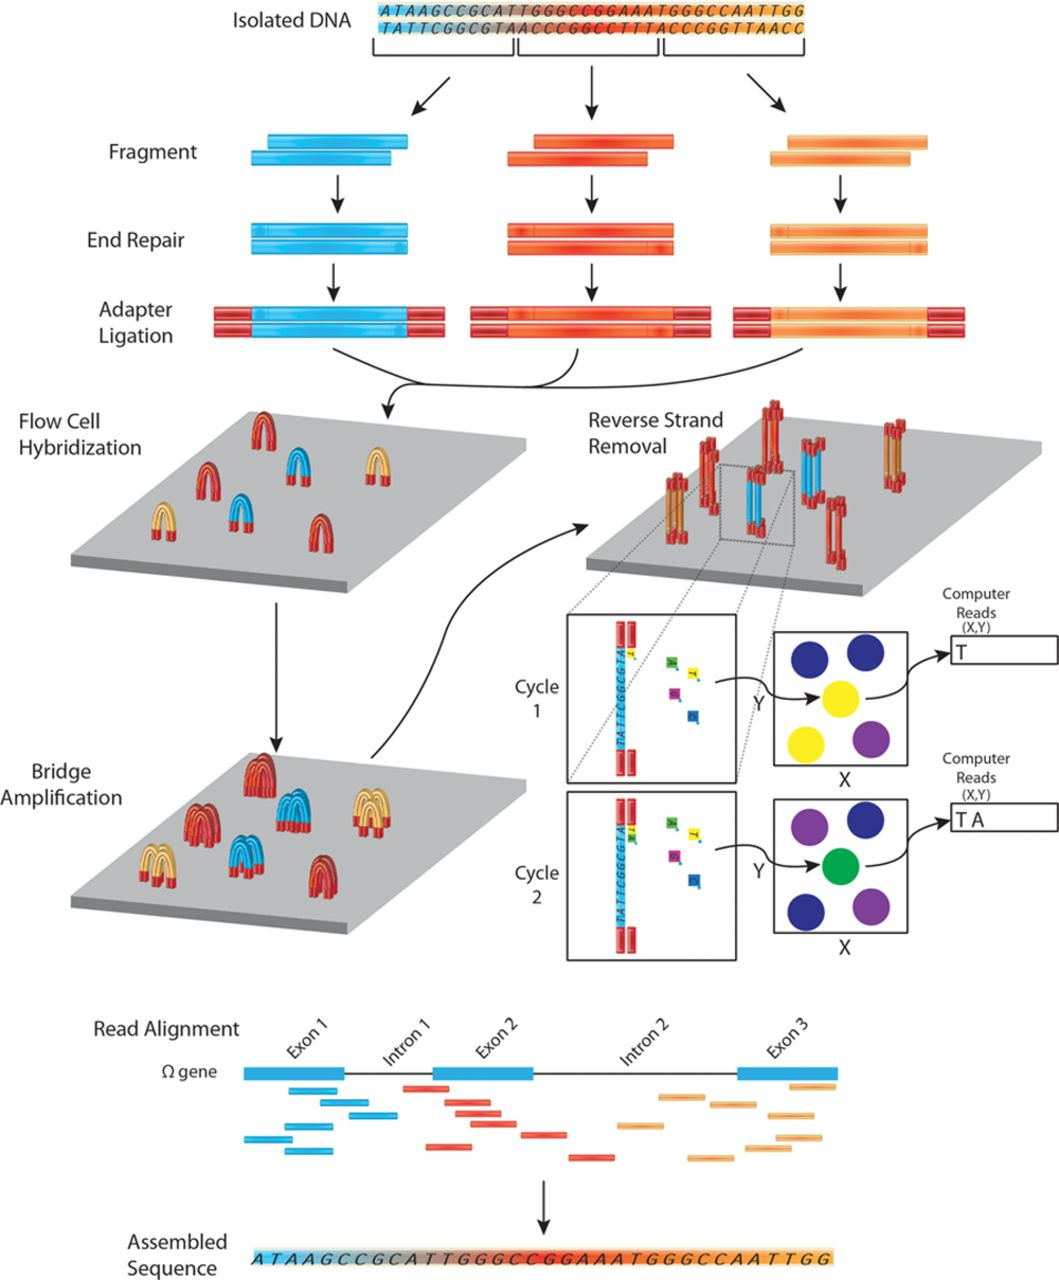 Isolated DNA
ATAAGCCGCATTGGGCCGGAAATGGGCCAATTGG
TATTCGGCGTAACCCGGCCTTTACCCGGTTAACC
Fragment
End Repair
Adapter
Ligation
Flow Cell
Hybridization
Reverse Strand
Removal
Bridge
Amplification
Cycle
1
TATTCGGCGTA
T
A
T
G
C
Y
X
Computer
Reads
(X,Y)
T
Cycle
2
TATTCGGCGTA
T A
A
T
G
C
Y
X
Computer
Reads
(X,Y)
T A
Read Alignment
Exon 1
Intron 1
Exon 2
Intron 2
Exon 3
Ω gene
Assembled
Sequence
ATAAGCCGCATTGGGCCGGAAATGGGCCAATTGG